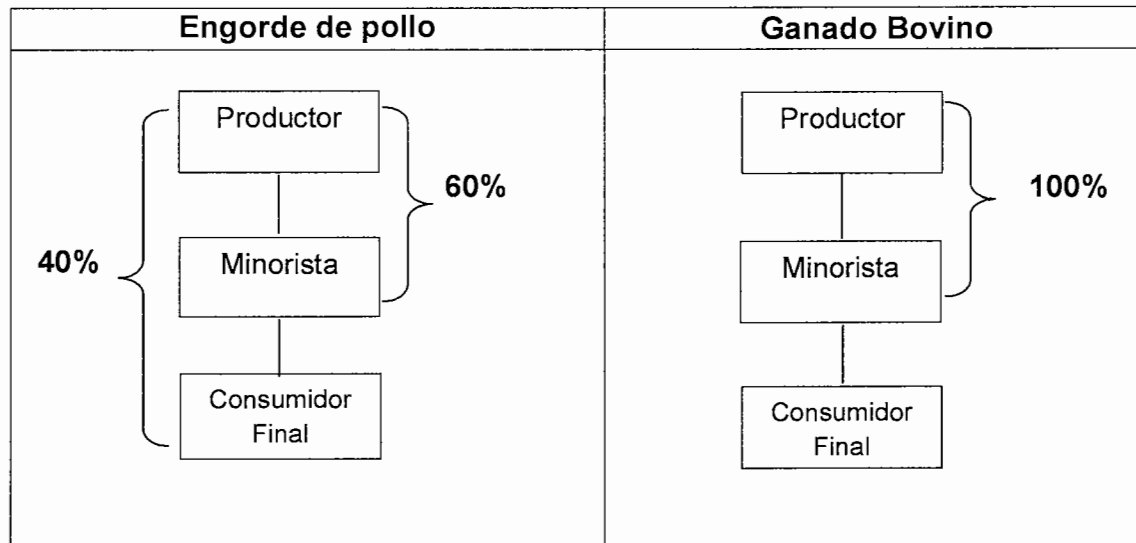 Engorde de pollo
Ganado Bovino
Productor
60%
Minorista
40%
Consumidor
Final
Productor
100%
Minorista
Consumidor
Final